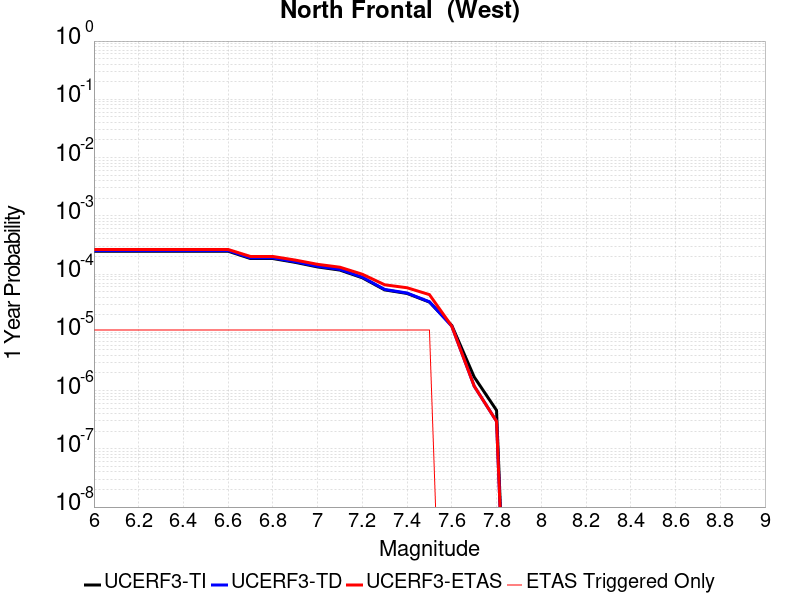 North Frontal  (West)
10^0
10^-1
10^-2
10^-3
10^-4
10^-5
10^-6
10^-7
10^-8
1 Year Probability
6 6.2 6.4 6.6 6.8 7 7.2 7.4 7.6 7.8 8 8.2 8.4 8.6 8.8 9
Magnitude
UCERF3-TI UCERF3-TD UCERF3-ETAS ETAS Triggered Only